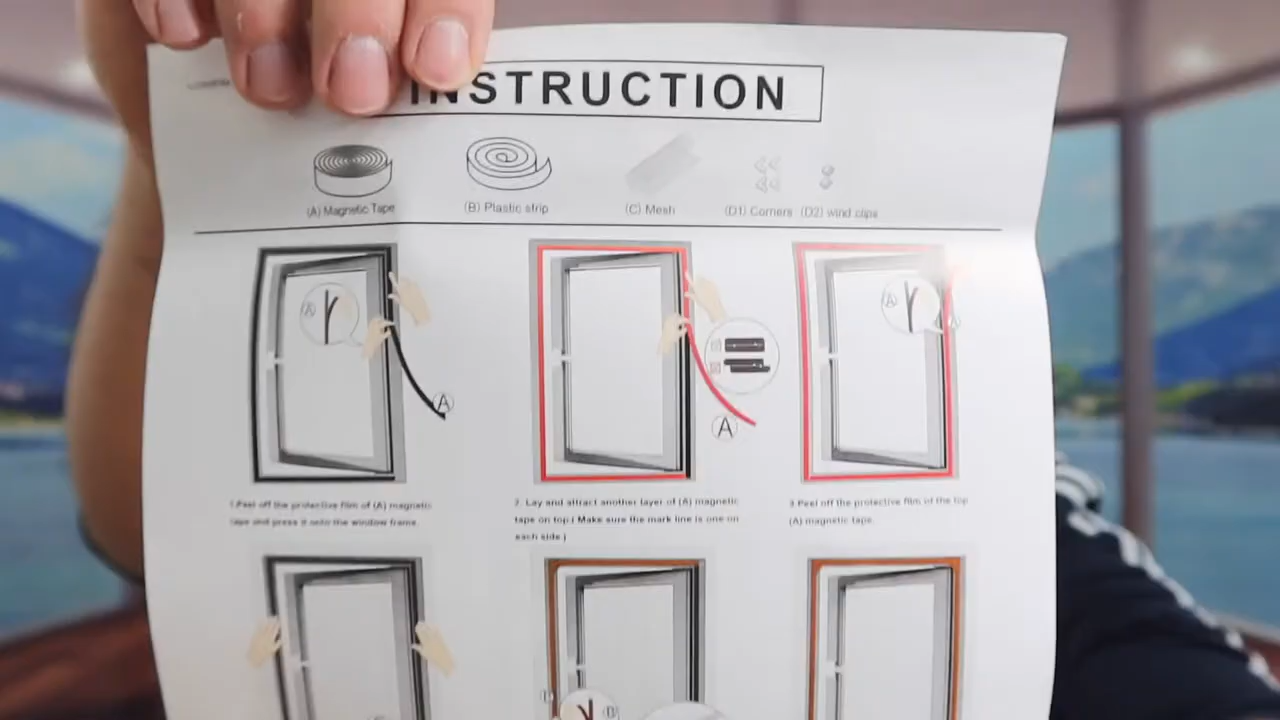 INSTRUCTION
(A) Magnetic Tape
(B) Plastic strip
(C) Mesh
(D1) Corners
(D2) wind clips
A
A
A
A
A
1.Peel off the protective film of (A) magnetic
tape and press it onto the window frame.
2. Lay and attract another layer of (A) magnetic
tape on top.( Make sure the mark line is one on
each side.)
3.Peel off the protective film of the top
(A) magnetic tape.
B